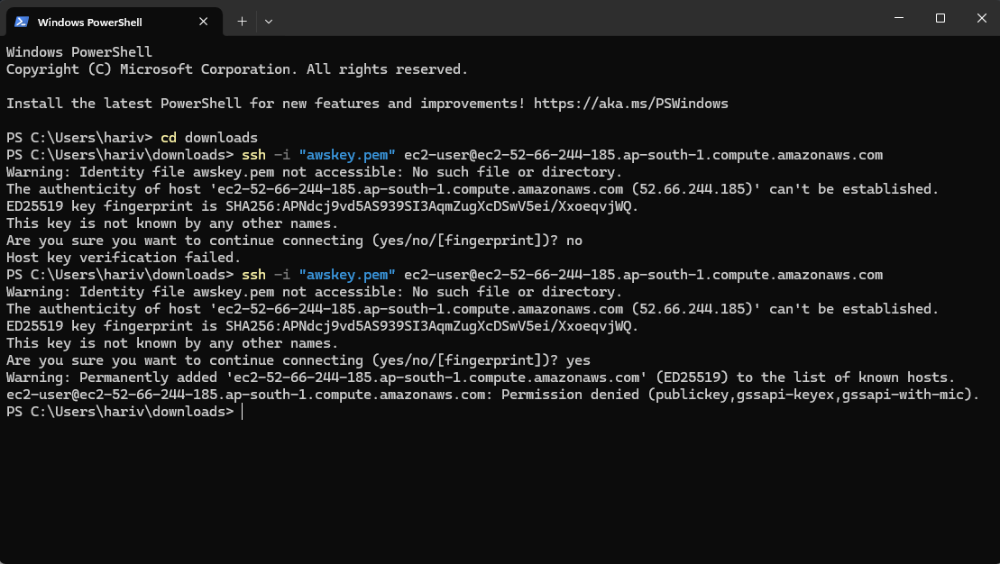 Windows PowerShell
Windows PowerShell
Copyright (C) Microsoft Corporation. All rights reserved.
Install the latest PowerShell for new features and improvements! https://aka.ms/PSWindows
PS C:\Users\hariv> cd downloads
PS C:\Users\hariv\downloads> ssh -i "awskey.pem" ec2-user@ec2-52-66-244-185.ap-south-1.compute.amazonaws.com
Warning: Identity file awskey.pem not accessible: No such file or directory.
The authenticity of host 'ec2-52-66-244-185.ap-south-1.compute.amazonaws.com (52.66.244.185)' can't be established.
ED25519 key fingerprint is SHA256:APNdcj9vd5AS939SI3AqmZugXcDSwV5ei/XxoeqvjWQ.
This key is not known by any other names.
Are you sure you want to continue connecting (yes/no/[fingerprint])? no
Host key verification failed.
PS C:\Users\hariv\downloads> ssh -i "awskey.pem" ec2-user@ec2-52-66-244-185.ap-south-1.compute.amazonaws.com
Warning: Identity file awskey.pem not accessible: No such file or directory.
The authenticity of host 'ec2-52-66-244-185.ap-south-1.compute.amazonaws.com (52.66.244.185)' can't be established.
ED25519 key fingerprint is SHA256:APNdcj9vd5AS939SI3AqmZugXcDSwV5ei/XxoeqvjWQ.
This key is not known by any other names.
Are you sure you want to continue connecting (yes/no/[fingerprint])? yes
Warning: Permanently added 'ec2-52-66-244-185.ap-south-1.compute.amazonaws.com' (ED25519) to the list of known hosts.
ec2-user@ec2-52-66-244-185.ap-south-1.compute.amazonaws.com: Permission denied (publickey,gssapi-keyex,gssapi-with-mic).
PS C:\Users\hariv\downloads>